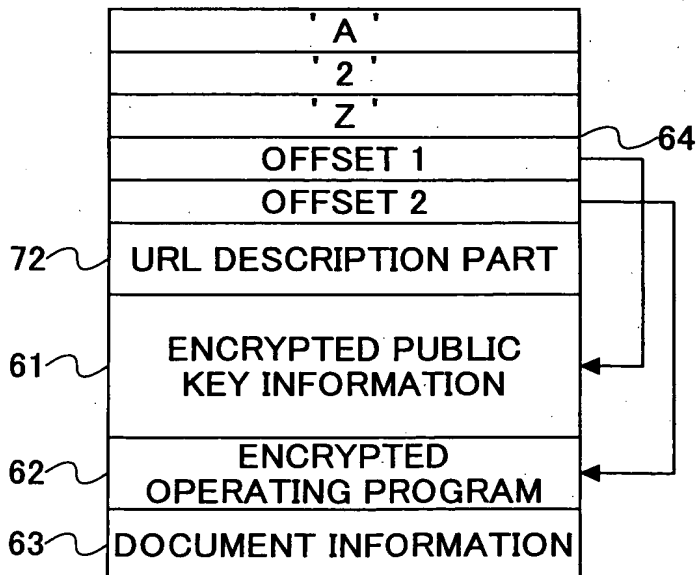 ' A '
' 2 '
' Z '
64
OFFSET 1
OFFSET 2
72 URL DESCRIPTION PART
61 ENCRYPTED PUBLIC
KEY INFORMATION
62 ENCRYPTED
OPERATING PROGRAM
63 DOCUMENT INFORMATION